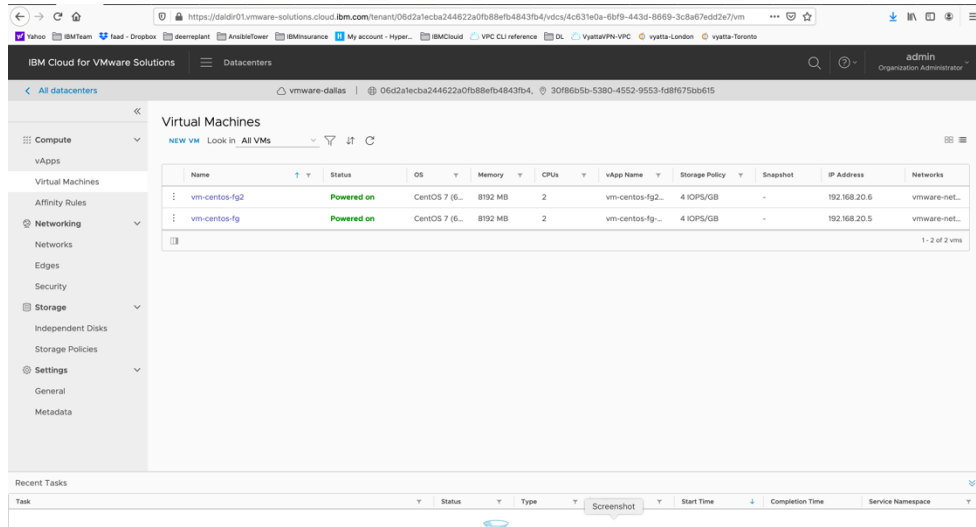 https://daldir01.vmware-solutions.cloud.ibm.com/tenant/06d2a1ecba244622a0fb88efb4843fb4/vdcs/4c631e0a-6bf9-443d-8669-3c8a67edd2e7/vm
Yahoo IBMTeam faad - Dropbox deerreplant AnsibleTower IBMInsurance My account - Hyper... IBMClouid VPC CLI reference DL VyattaVPN-VPC vyatta-London vyatta-Toronto
IBM Cloud for VMware Solutions Datacenters admin
Organization Administrator
All datacenters vmware-dallas | 06d2a1ecba244622a0fb88efb4843fb4, 30f86b5b-5380-4552-9553-fd8f675bb615
Virtual Machines
NEW VM Look in All VMs
Compute
vApps
Virtual Machines
Affinity Rules
Networking
Networks
Edges
Security
Storage
Independent Disks
Storage Policies
Settings
General
Metadata
Name Status OS Memory CPUs vApp Name Storage Policy Snapshot IP Address Networks
vm-centos-fg2 Powered on CentOS 7 (6... 8192 MB 2 vm-centos-fg2... 4 IOPS/GB - 192.168.20.6 vmware-net...
vm-centos-fg Powered on CentOS 7 (6... 8192 MB 2 vm-centos-fg-... 4 IOPS/GB - 192.168.20.5 vmware-net...
1 - 2 of 2 vms
Recent Tasks
Task Status Type Start Time Completion Time Service Namespace
Screenshot